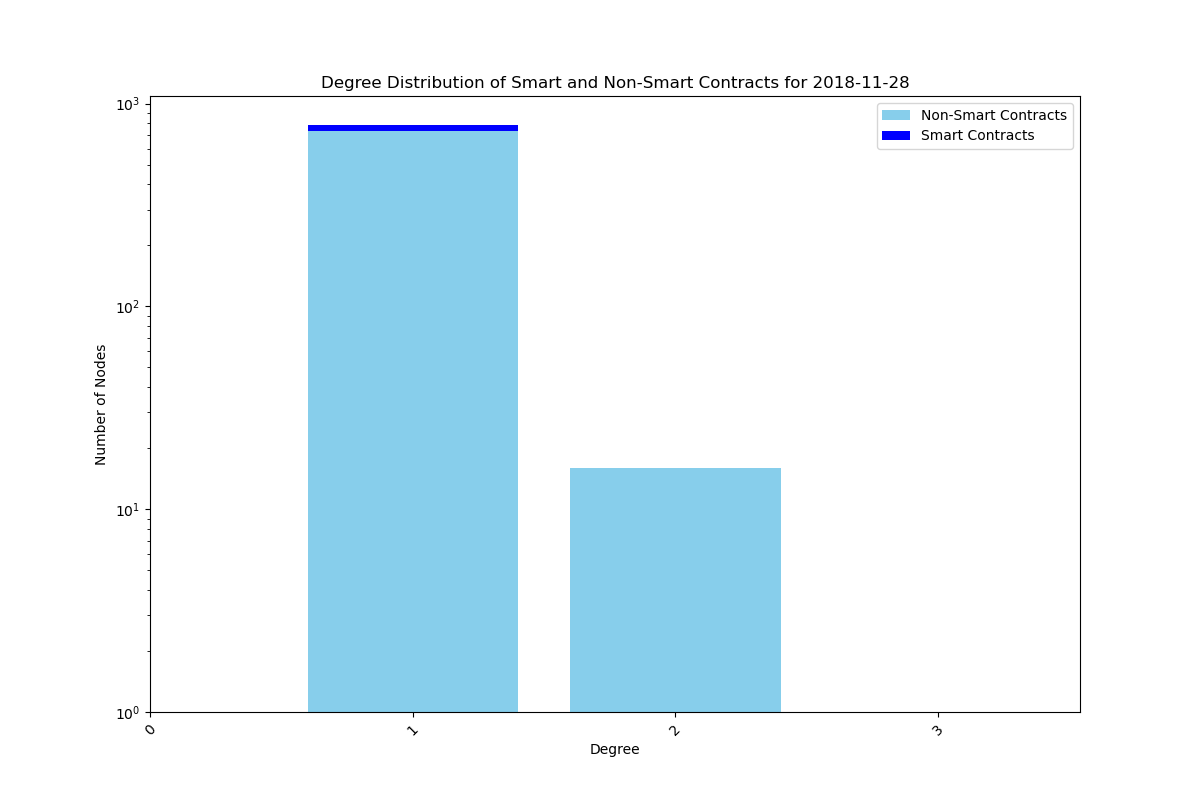 Degree Distribution of Smart and Non-Smart Contracts for 2018-11-28
Non-Smart Contracts
Smart Contracts
Number of Nodes
10³
10²
10¹
10⁰
0
1
2
3
Degree